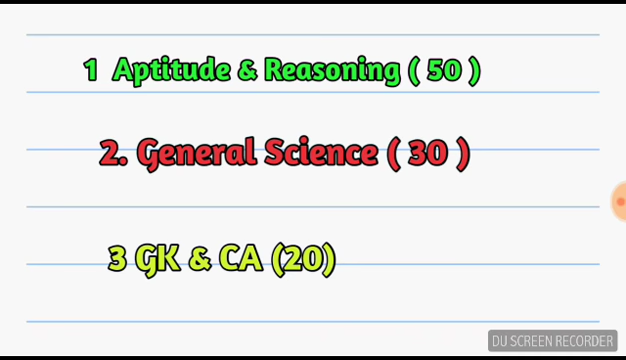 1 Aptitude & Reasoning ( 50 )
2. General Science ( 30 )
3 GK & CA (20)
DU SCREEN RECORDER